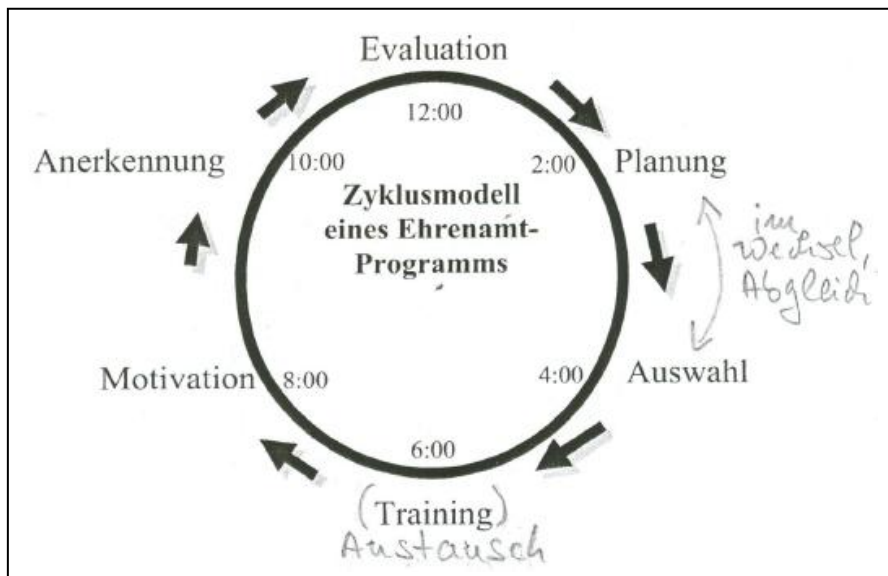 Evaluation
12:00
Anerkennung
10:00
2:00
Planung
Zyklusmodell
eines Ehrenamt-
Programms
im
Wechsel,
Abgleich
Motivation
8:00
4:00
Auswahl
6:00
(Training)
Austausch